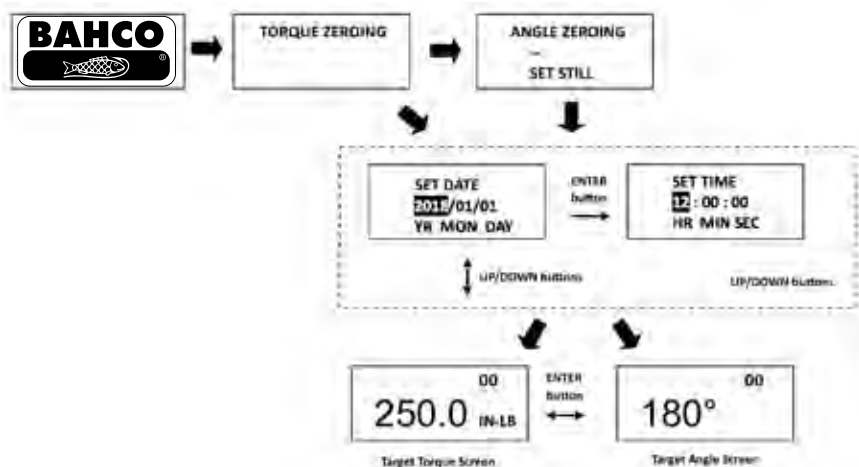 BAHCO
®
TORQUE ZEROING
ANGLE ZEROING
--
SET STILL
SET DATE
2018/01/01
YR MON DAY
ENTER
button
SET TIME
12 : 00 : 00
HR MIN SEC
UP/DOWN buttons
UP/DOWN buttons
00
250.0 IN-LB
Target Torque Screen
ENTER
button
00
180°
Target Angle Screen